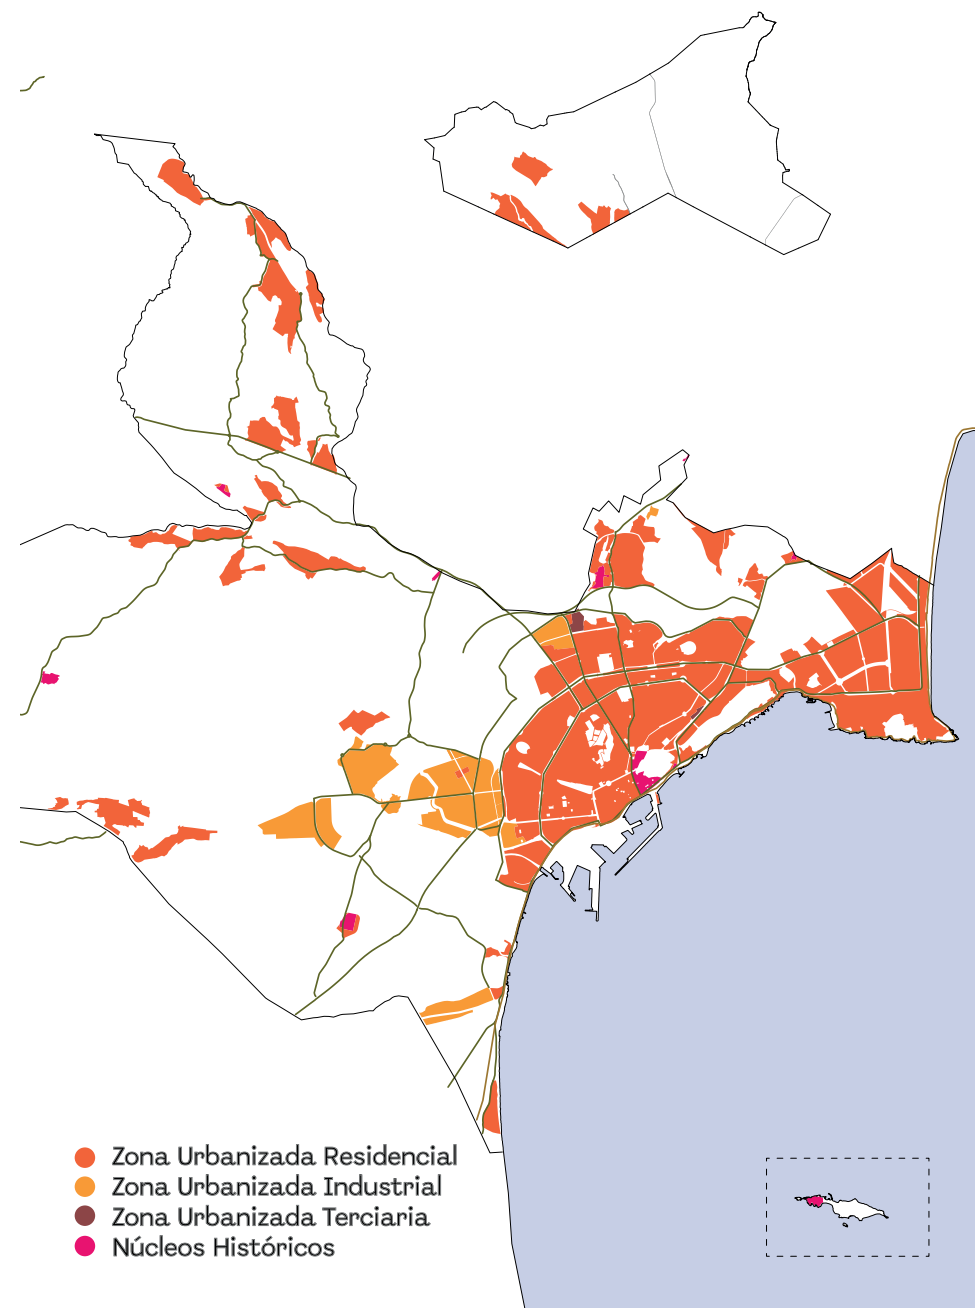 Zona Urbanizada Residencial
Zona Urbanizada Industrial
Zona Urbanizada Terciaria
Núcleos Históricos